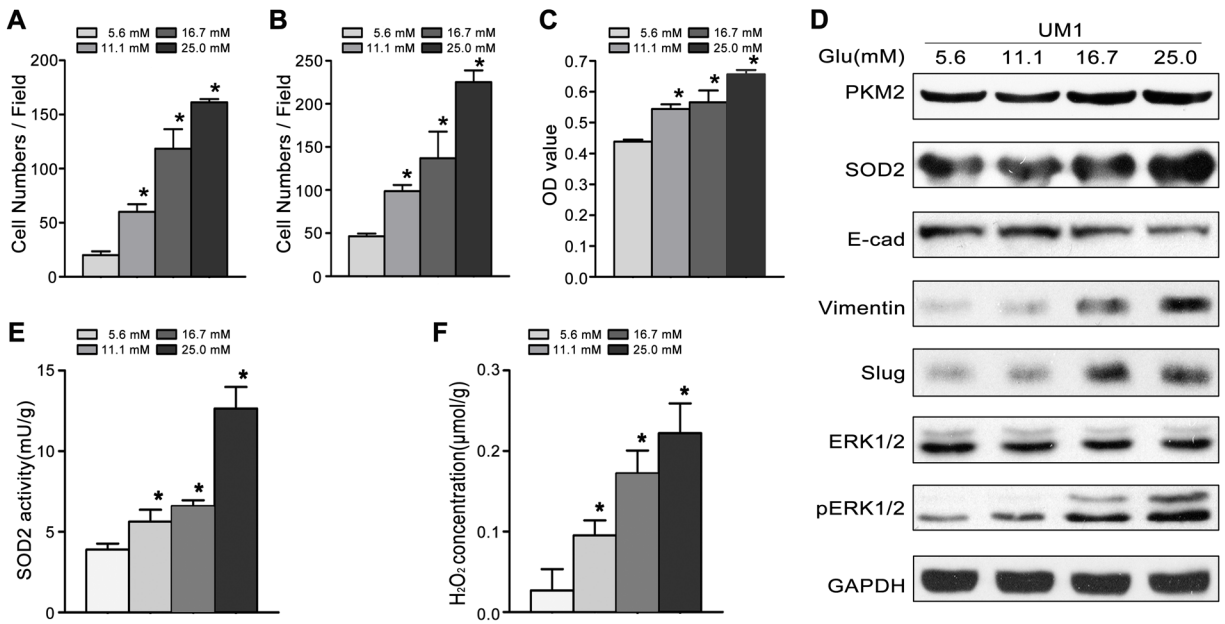 A
5.6 mM 16.7 mM
11.1 mM 25.0 mM
Cell Numbers / Field
200
150
100
50
0
* * *
B
5.6 mM 16.7 mM
11.1 mM 25.0 mM
Cell Numbers / Field
250
200
150
100
50
0
* * *
C
5.6 mM 16.7 mM
11.1 mM 25.0 mM
OD value
0.7
0.6
0.5
0.4
0.3
0.2
0.1
0.0
* * *
D
UM1
Glu(mM) 5.6 11.1 16.7 25.0
PKM2
SOD2
E-cad
Vimentin
Slug
ERK1/2
pERK1/2
GAPDH
E
5.6 mM 16.7 mM
11.1 mM 25.0 mM
SOD2 activity(mU/g)
15
10
5
0
* * *
F
5.6 mM 16.7 mM
11.1 mM 25.0 mM
H₂O₂ concentration(μmol/g)
0.3
0.2
0.1
0.0
* * *